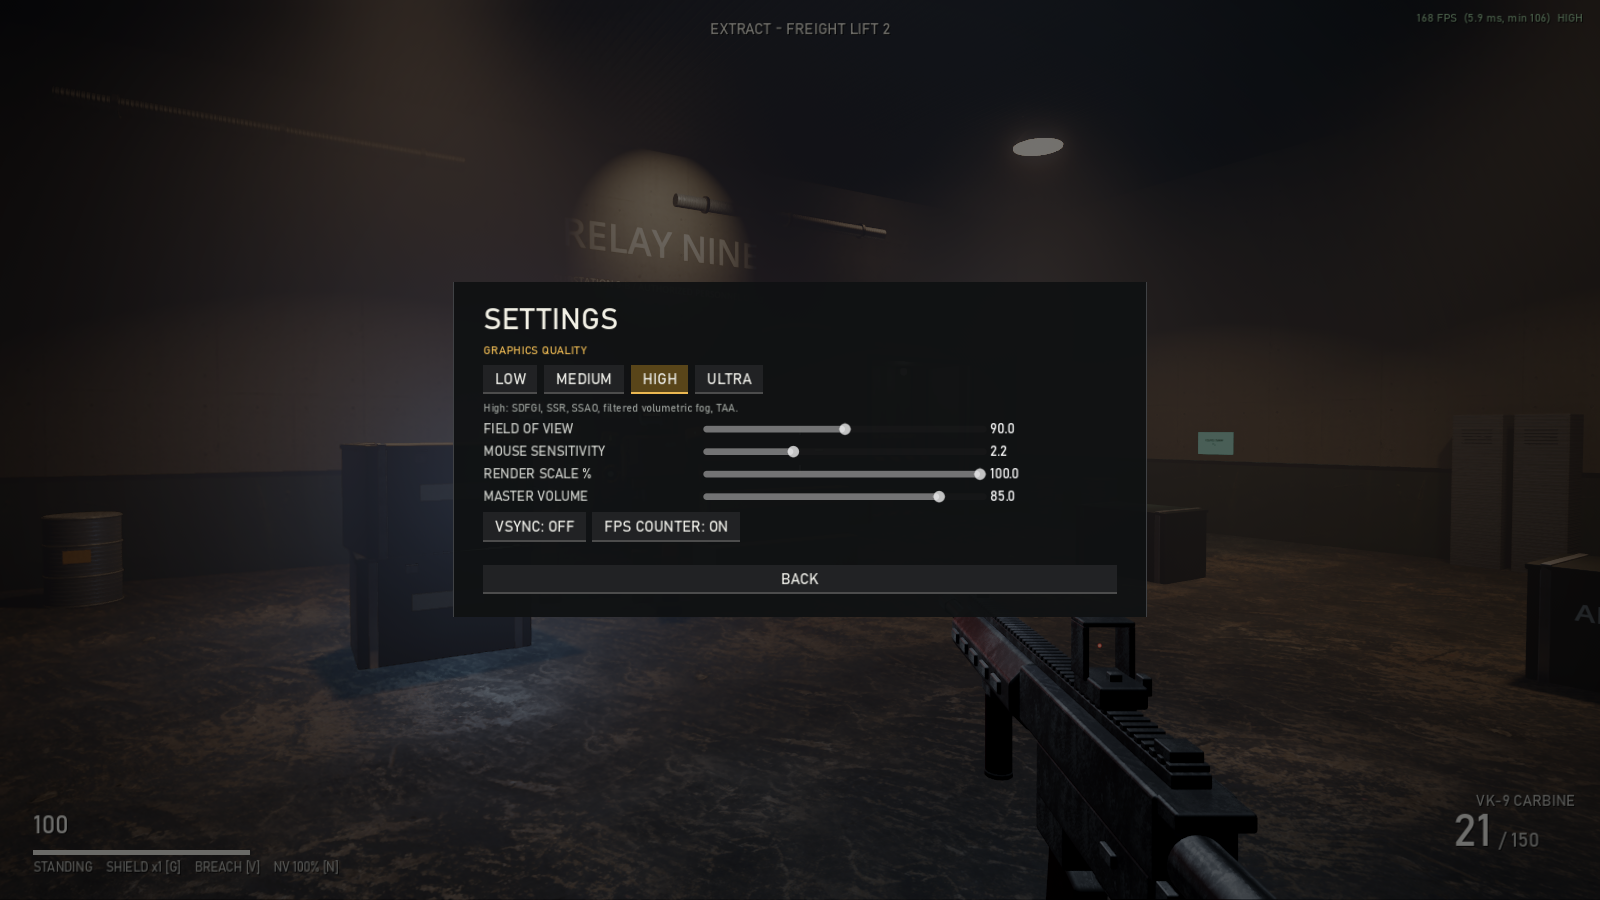 EXTRACT - FREIGHT LIFT 2
168 FPS (5.9 ms, min 106) HIGH
RELAY NINE
SETTINGS
GRAPHICS QUALITY
LOW MEDIUM HIGH ULTRA
High: SDFGI, SSR, SSAO, filtered volumetric fog, TAA.
FIELD OF VIEW 90.0
MOUSE SENSITIVITY 2.2
RENDER SCALE % 100.0
MASTER VOLUME 85.0
VSYNC: OFF FPS COUNTER: ON
BACK
100
STANDING SHIELD x1 [G] BREACH [V] NV 100% [N]
VK-9 CARBINE
21 / 150